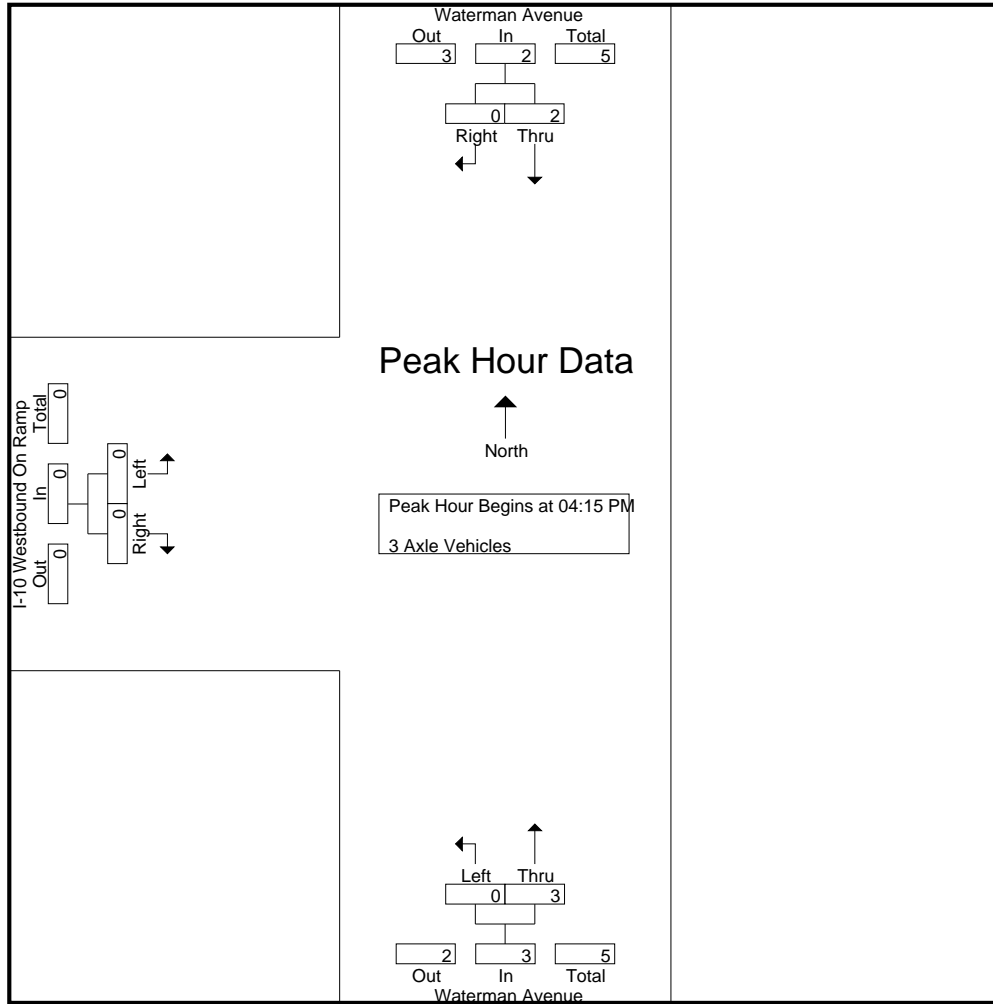 Waterman Avenue
Out In Total
3 2 5
0 2
Right Thru
Peak Hour Data
North
Peak Hour Begins at 04:15 PM
3 Axle Vehicles
I-10 Westbound On Ramp
Out In Total
0 0 0
0 0
Right Left
Left Thru
0 3
2 3 5
Out In Total
Waterman Avenue